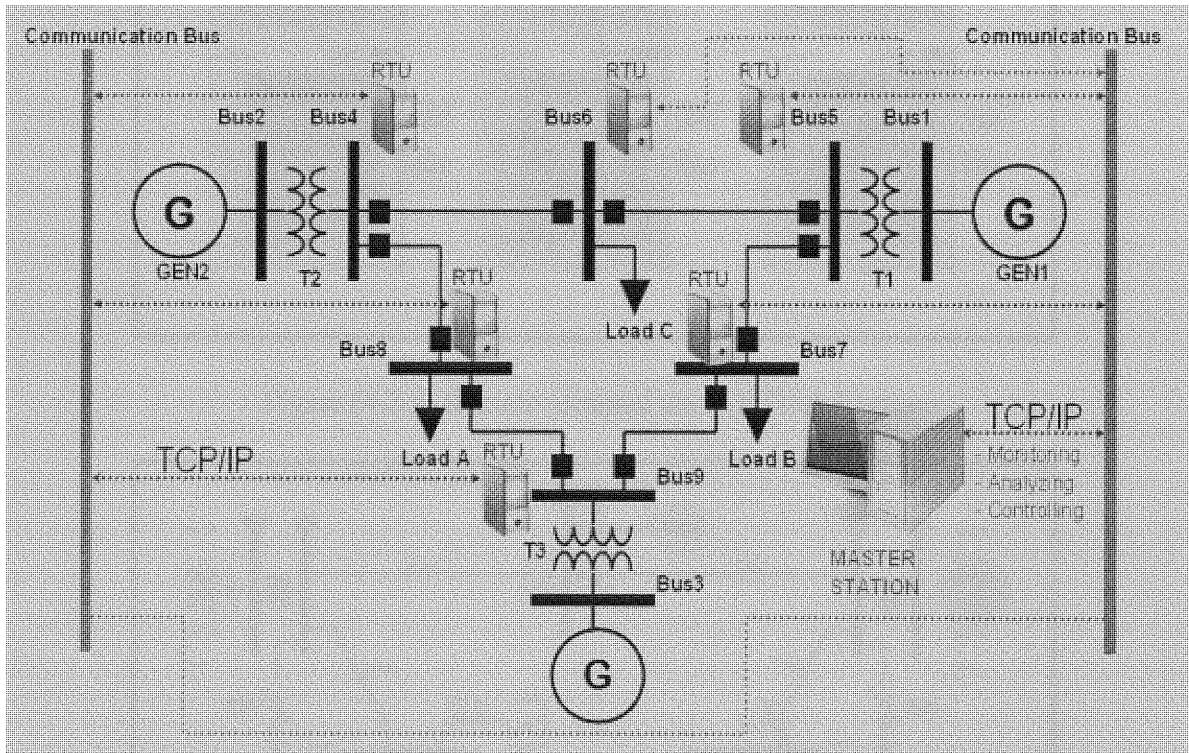 Communication Bus
Communication Bus
RTU
RTU
RTU
Bus2
Bus4
Bus6
Bus5
Bus1
G
G
GEN2
T2
RTU
RTU
T1
GEN1
Load C
Bus8
Bus7
TCP/IP
TCP/IP
Load A
RTU
Load B
- Monitoring
Bus9
- Analyzing
- Controlling
T3
MASTER
STATION
Bus3
G